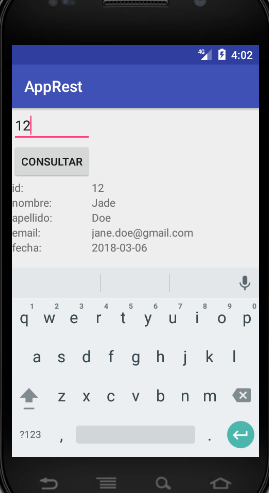 4G 4:02
AppRest
12
CONSULTAR
id: 12
nombre: Jade
apellido: Doe
email: jane.doe@gmail.com
fecha: 2018-03-06
1 2 3 4 5 6 7 8 9 0
q w e r t y u i o p
a s d f g h j k l
z x c v b n m
?123 , .